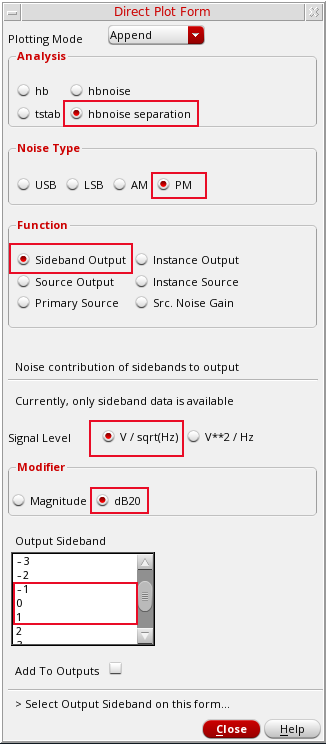 Direct Plot Form
Plotting Mode Append
Analysis
hb hbnoise
tstab hbnoise separation
Noise Type
USB LSB AM PM
Function
Sideband Output Instance Output
Source Output Instance Source
Primary Source Src. Noise Gain
Noise contribution of sidebands to output
Currently, only sideband data is available
Signal Level V / sqrt(Hz) V**2 / Hz
Modifier
Magnitude dB20
Output Sideband
-3
-2
-1
0
1
2
Add To Outputs
> Select Output Sideband on this form...
Close Help